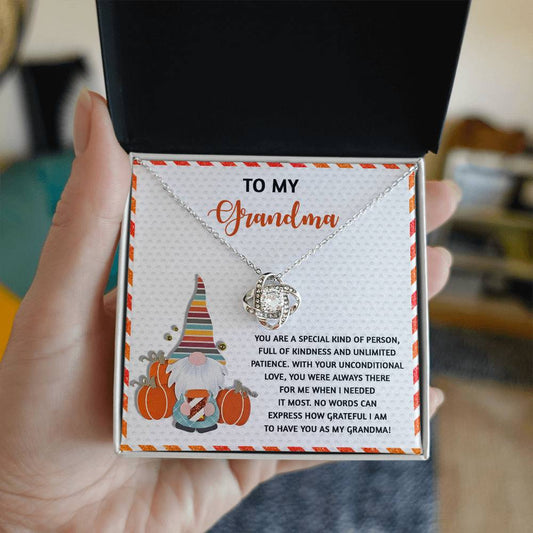 TO MY
Grandma
YOU ARE A SPECIAL KIND OF PERSON,
FULL OF KINDNESS AND UNLIMITED
PATIENCE. WITH YOUR UNCONDITIONAL
LOVE, YOU WERE ALWAYS THERE
FOR ME WHEN I NEEDED
IT MOST. NO WORDS CAN
EXPRESS HOW GRATEFUL I AM
TO HAVE YOU AS MY GRANDMA!